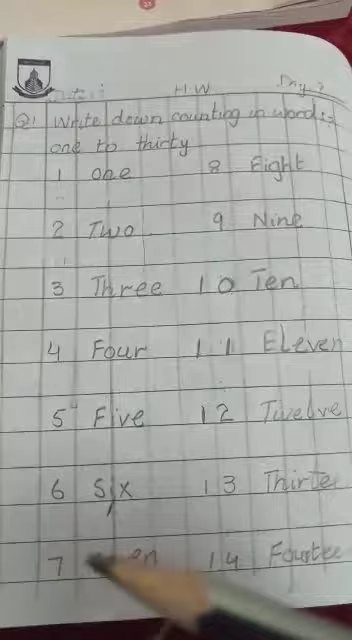 H.W
Q1 Write down counting in words:
one to thirty
1 one 8 Eight
2 Two 9 Nine
3 Three 10 Ten
4 Four 11 Eleven
5 Five 12 Twelve
6 Six 13 Thirte
7 14